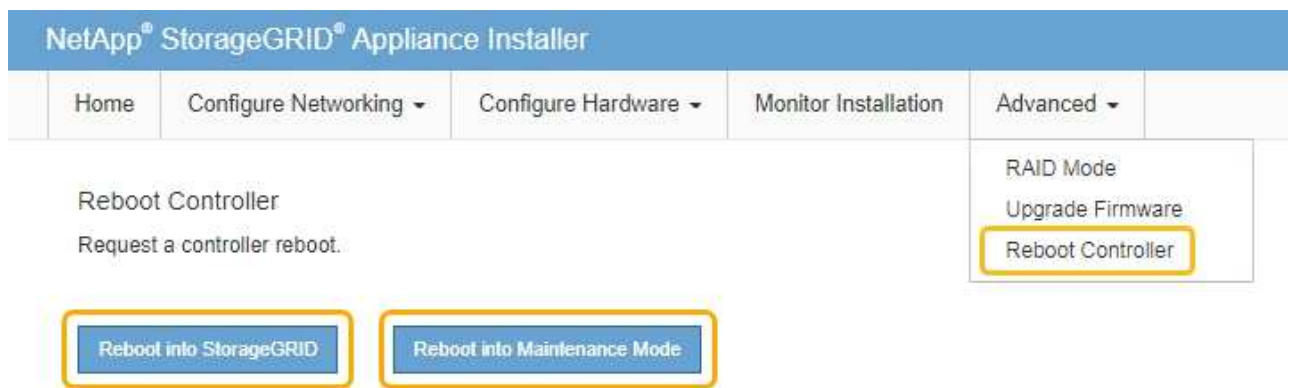 NetApp® StorageGRID® Appliance Installer
Home Configure Networking Configure Hardware Monitor Installation Advanced
RAID Mode
Upgrade Firmware
Reboot Controller
Reboot Controller
Request a controller reboot.
Reboot into StorageGRID Reboot into Maintenance Mode